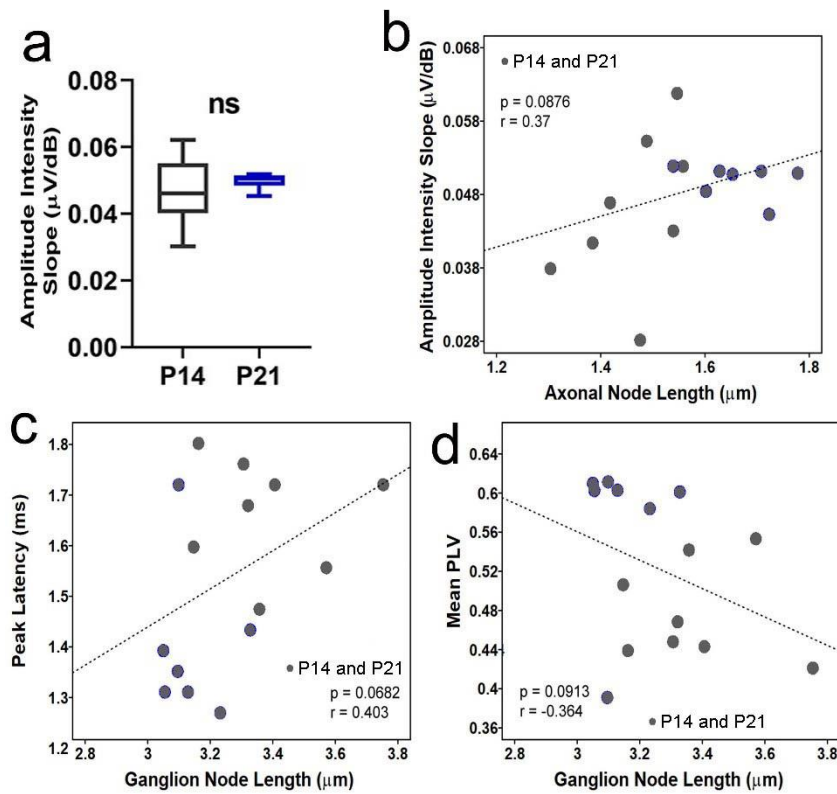 a
Amplitude Intensity
Slope (μV/dB)
0.08
0.06
0.04
0.02
0.00
ns
P14 P21
b
Amplitude Intensity Slope (μV/dB)
0.068
0.058
0.048
0.038
0.028
P14 and P21
p = 0.0876
r = 0.37
1.2 1.4 1.6 1.8
Axonal Node Length (μm)
c
Peak Latency (ms)
1.8
1.7
1.6
1.5
1.4
1.3
1.2
P14 and P21
p = 0.0682
r = 0.403
2.8 3 3.2 3.4 3.6 3.8
Ganglion Node Length (μm)
d
Mean PLV
0.64
0.6
0.56
0.52
0.48
0.44
0.4
0.36
p = 0.0913
r = -0.364
P14 and P21
2.8 3 3.2 3.4 3.6 3.8
Ganglion Node Length (μm)